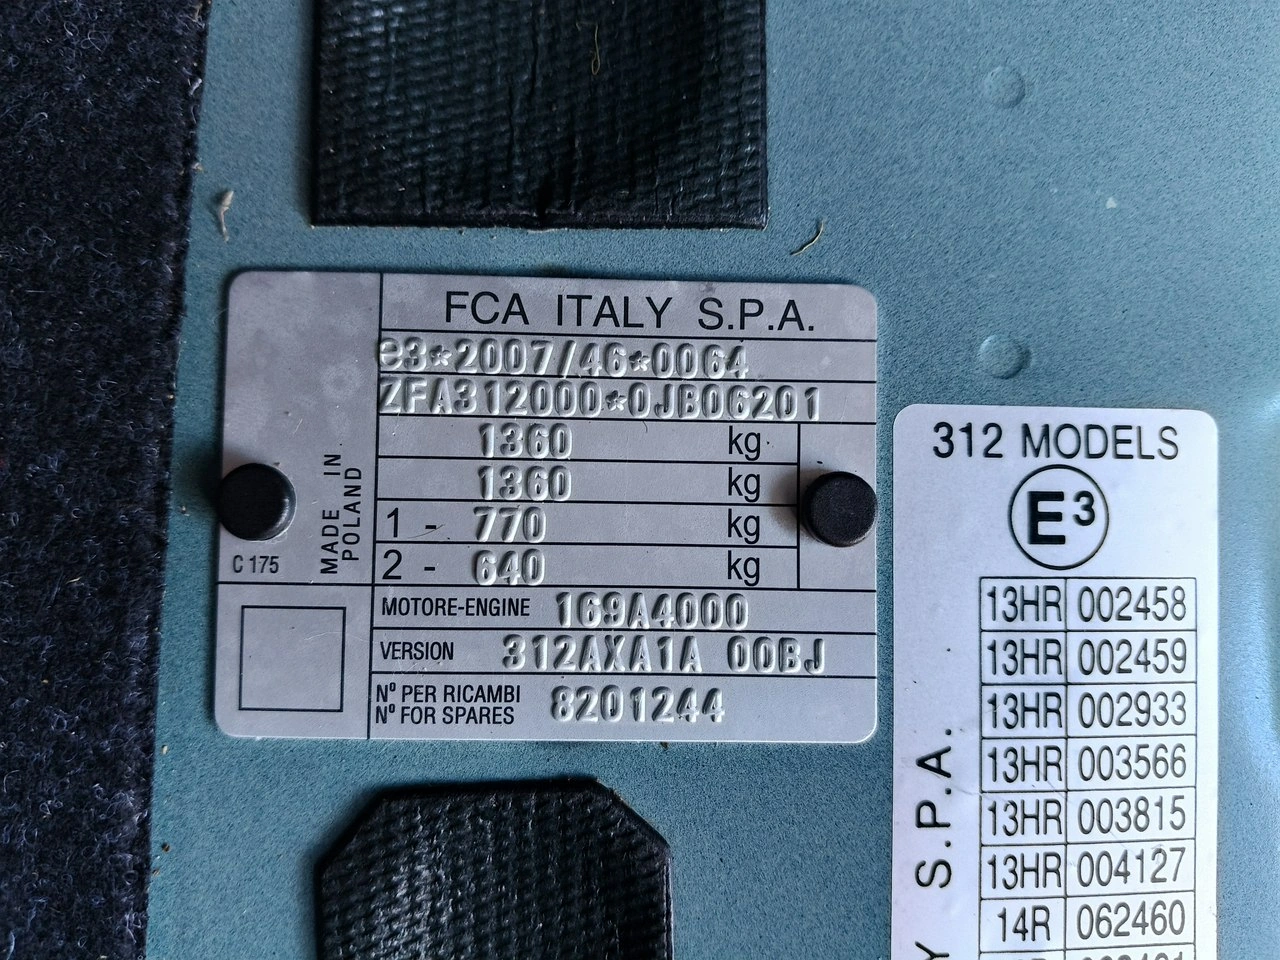 FCA ITALY S.P.A.
e3*2007/46*0064
ZFA312000*0JB06201
1360 kg
1360 kg
1 - 770 kg
2 - 640 kg
MADE IN
POLAND
C 175
MOTORE-ENGINE 169A4000
VERSION 312AXA1A 00BJ
Nº PER RICAMBI
Nº FOR SPARES 8201244
312 MODELS
E3
13HR 002458
13HR 002459
13HR 002933
13HR 003566
13HR 003815
13HR 004127
14R 062460
Y S.P.A.